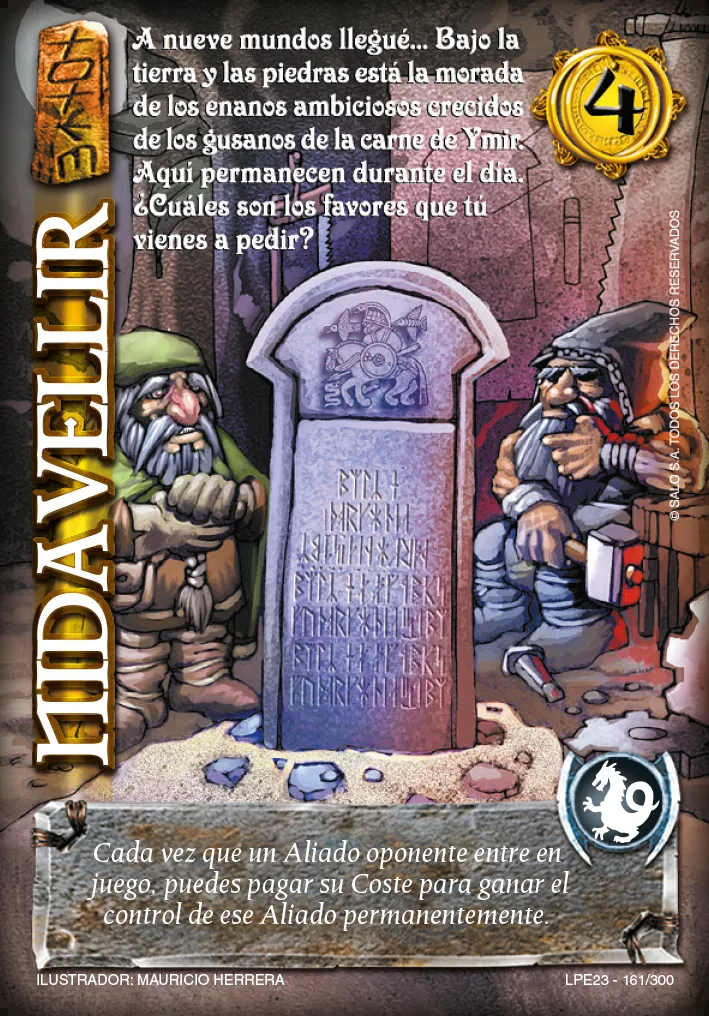 A nueve mundos llegué... Bajo la
tierra y las piedras está la morada
de los enanos ambiciosos crecidos
de los gusanos de la carne de Ymir.
Aquí permanecen durante el día.
¿Cuáles son los favores que tú
vienes a pedir?
4
NIDAVELLIR
© SALO S.A. TODOS LOS DERECHOS RESERVADOS
Cada vez que un Aliado oponente entre en
juego, puedes pagar su Coste para ganar el
control de ese Aliado permanentemente.
ILUSTRADOR: MAURICIO HERRERA
LPE23 - 161/300